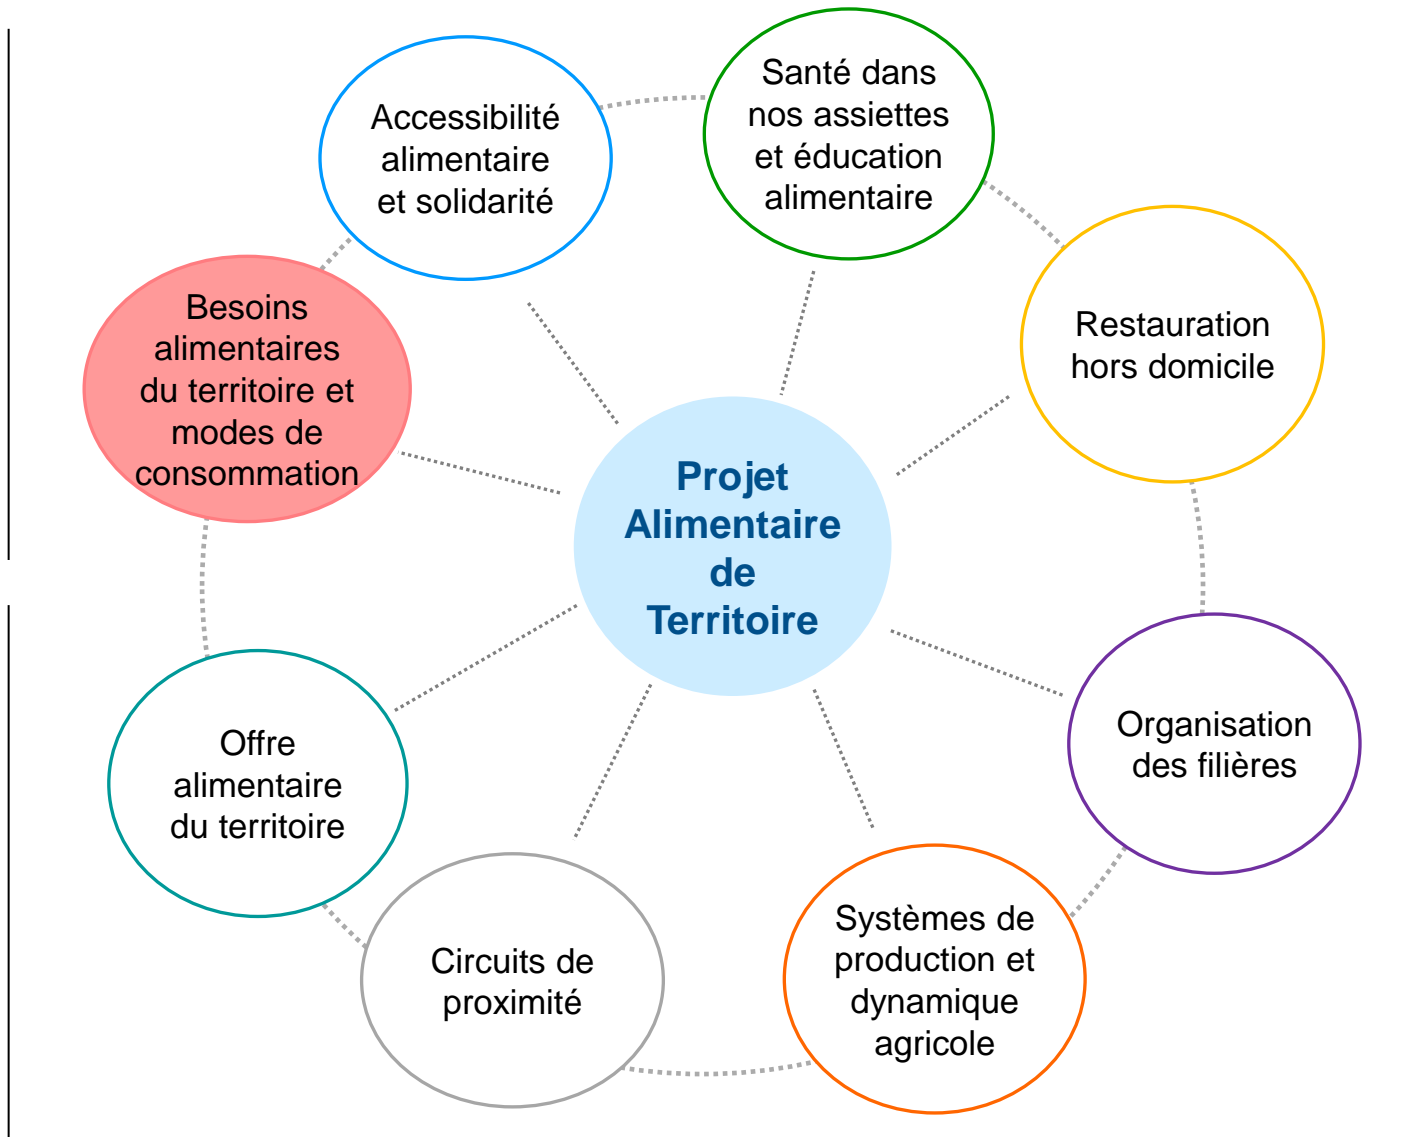 Santé dans
nos assiettes
et éducation
alimentaire
Accessibilité
alimentaire
et solidarité
Restauration
hors domicile
Besoins
alimentaires
du territoire et
modes de
consommation
Projet
Alimentaire
de
Territoire
Organisation
des filières
Offre
alimentaire
du territoire
Systèmes de
production et
dynamique
agricole
Circuits de
proximité